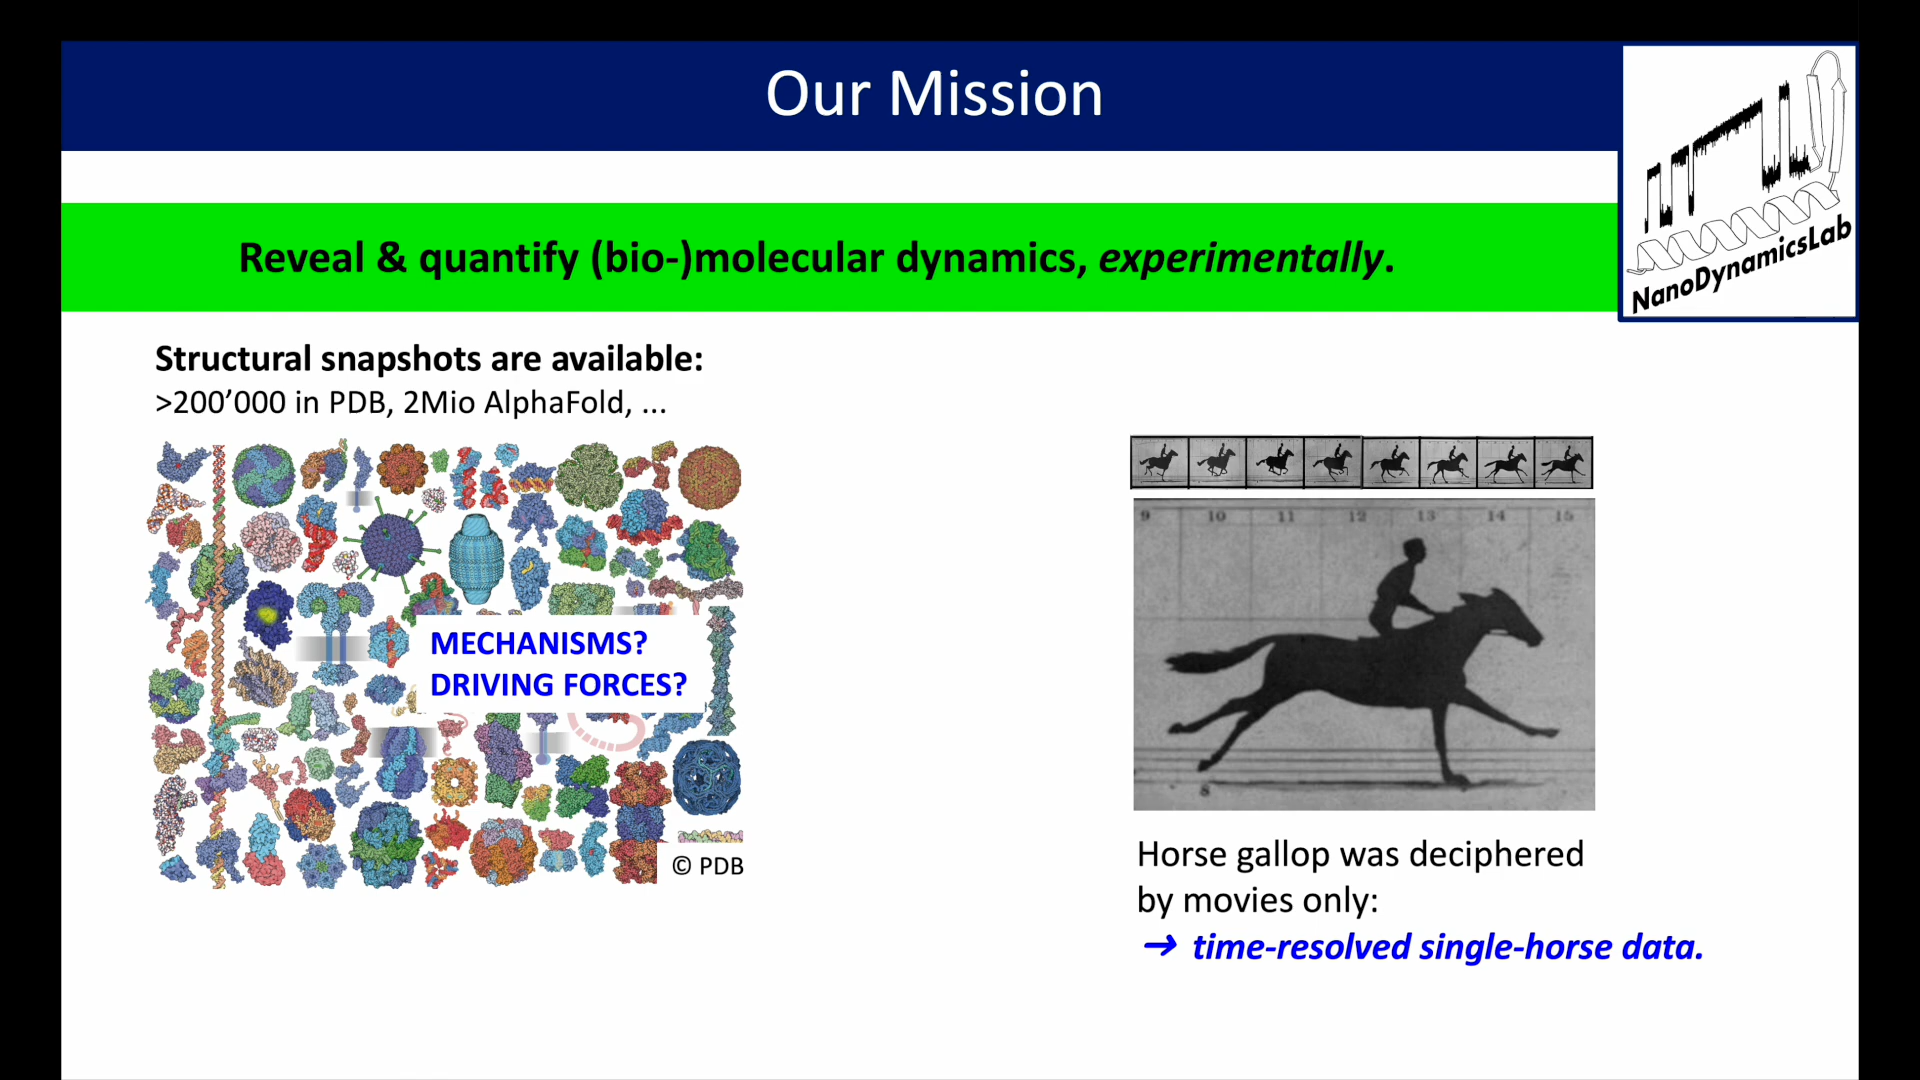 Our Mission
NanoDynamicsLab
Reveal & quantify (bio-)molecular dynamics, experimentally.
Structural snapshots are available:
>200’000 in PDB, 2Mio AlphaFold, ...
MECHANISMS?
DRIVING FORCES?
© PDB
9 10 11 12 13 14 15
8
Horse gallop was deciphered
by movies only:
→ time-resolved single-horse data.